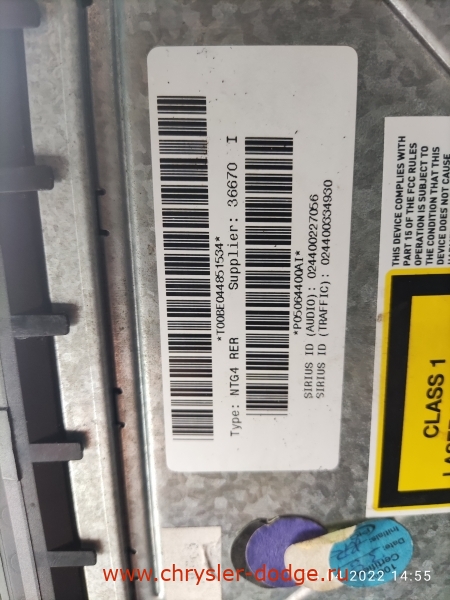 *T00BE044851534*
Type: NTG4 RER Supplier: 36670 I
*P05064400AI*
SIRIUS ID (AUDIO): 024400227056
SIRIUS ID (TRAFFIC): 024400334930
THIS DEVICE COMPLIES WITH
PART 15 OF THE FCC RULES
OPERATION IS SUBJECT TO
THE CONDITION THAT THIS
DEVICE DOES NOT CAUSE
CLASS 1
www.chrysler-dodge.ru
2022 14:55